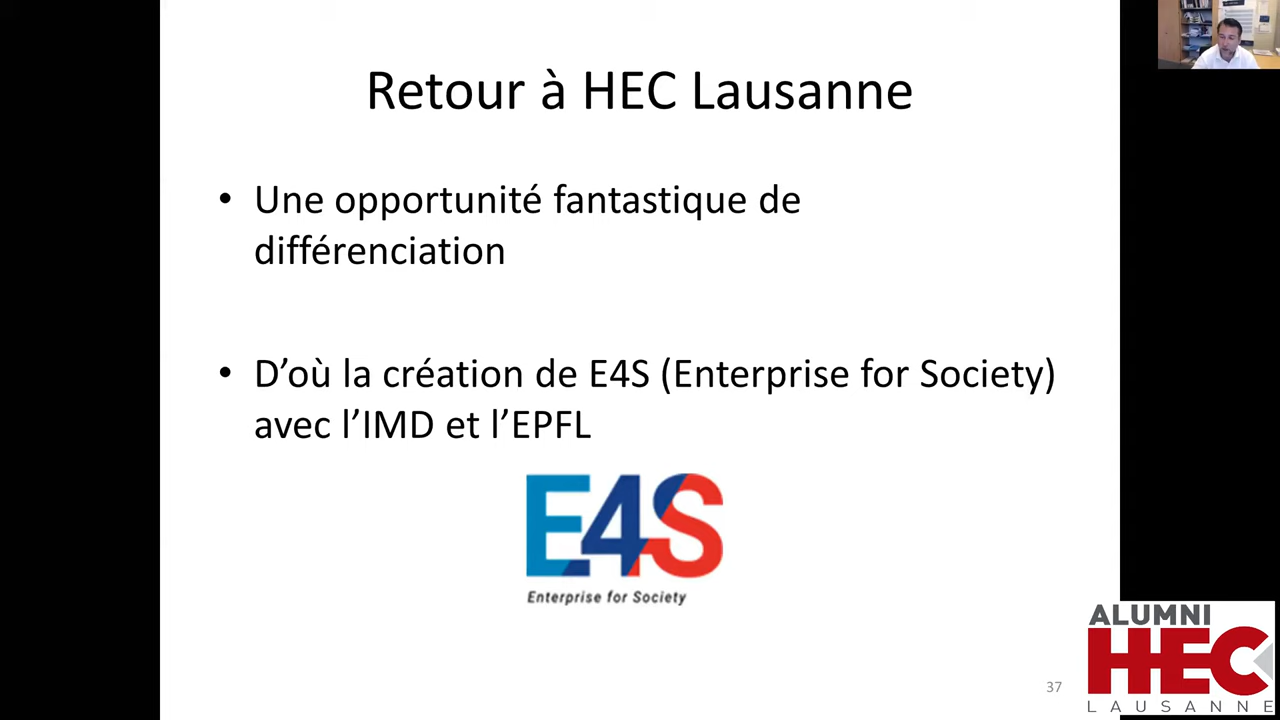 Retour à HEC Lausanne
• Une opportunité fantastique de
différenciation
• D’où la création de E4S (Enterprise for Society)
avec l’IMD et l’EPFL
E4S
Enterprise for Society
37
ALUMNI
HEC
LAUSANNE